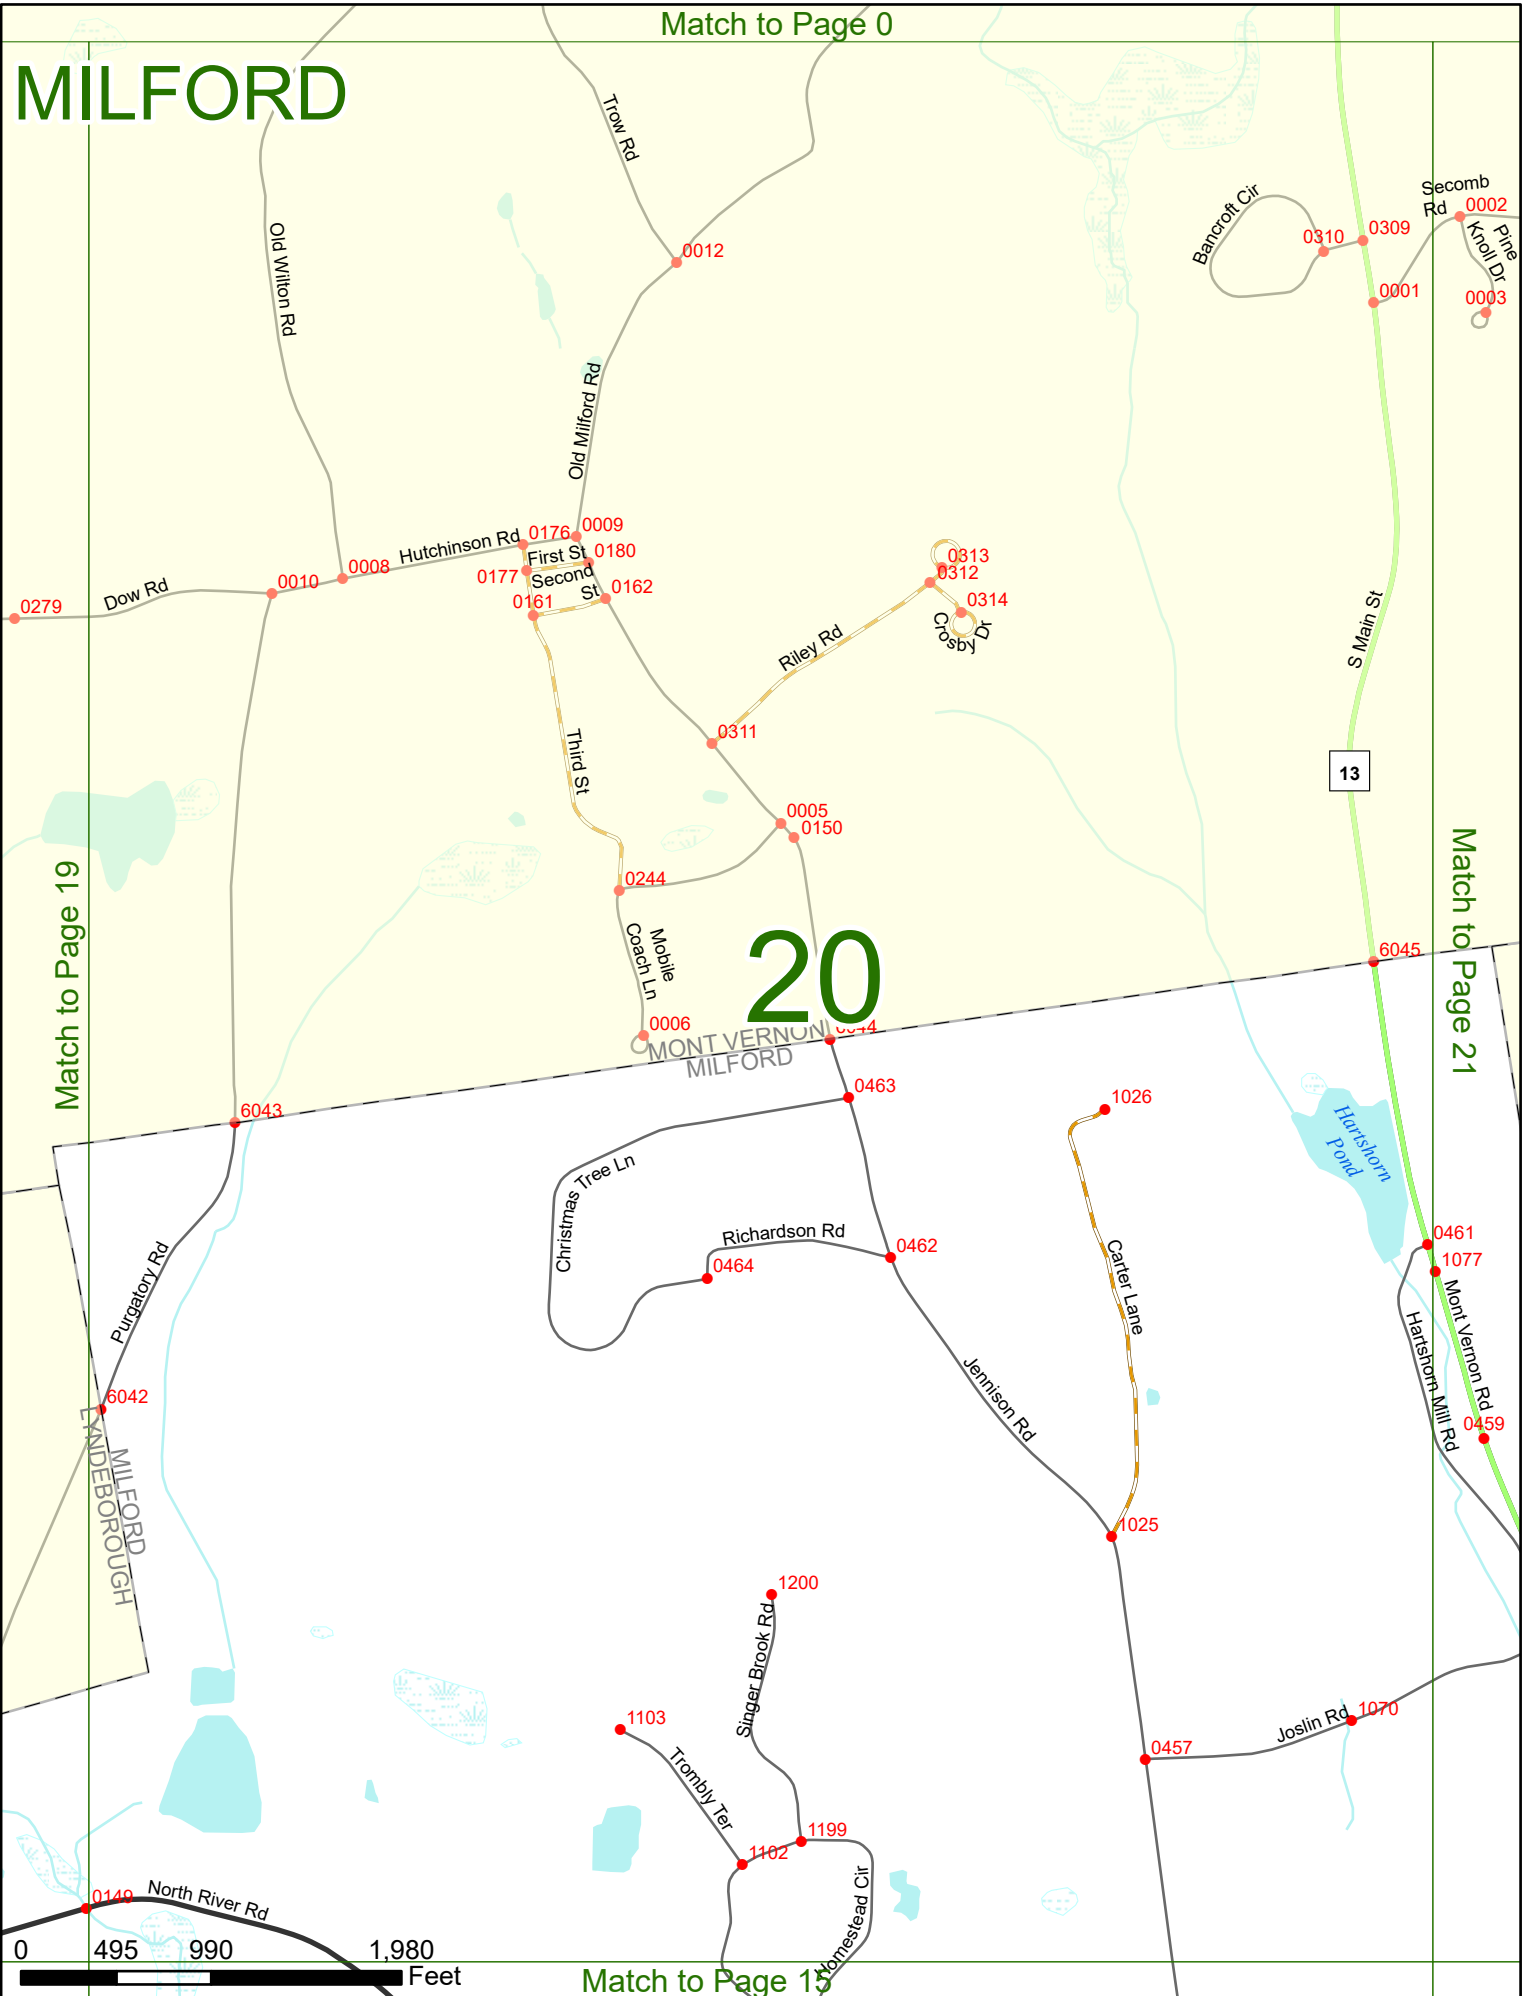 Match to Page 0
MILFORD
Trow Rd
Old Wilton Rd
0012
Bancroft Cir
0310
0309
Secomb
Rd
0002
Pine
Knoll Dr
0001
0003
Old Milford Rd
0009
0176
Hutchinson Rd
First St
0180
0177
Second
St
0162
0161
0008
0010
Dow Rd
0279
0313
0312
0314
Crosby Dr
Riley Rd
S Main St
0311
Third St
13
0005
0150
0244
Match to Page 19
Match to Page 21
Mobile
Coach Ln
20
6045
0006
MONT VERNON
MILFORD
0463
6043
1026
Hartshorn
Pond
Christmas Tree Ln
Richardson Rd
0462
0464
Purgatory Rd
Carter Lane
0461
1077
Mont Vernon Rd
Hartshorn Mill Rd
Jennison Rd
6042
MILFORD
LYNDEBOROUGH
0459
1025
1200
Singer Brook Rd
1103
Trombly Ter
Joslin Rd
1070
0457
1199
1102
Homestead Cir
0149
North River Rd
0 495 990 1,980
Feet
Match to Page 15